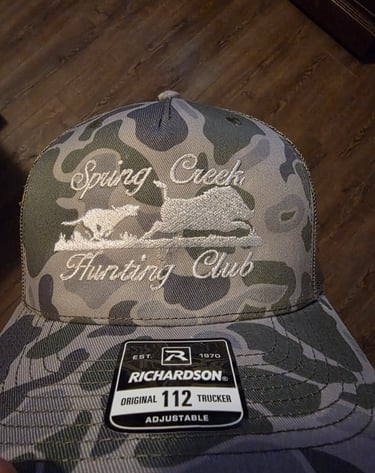 Spring Creek
Hunting Club
EST. R 1970
RICHARDSON®
ORIGINAL 112 TRUCKER
ADJUSTABLE